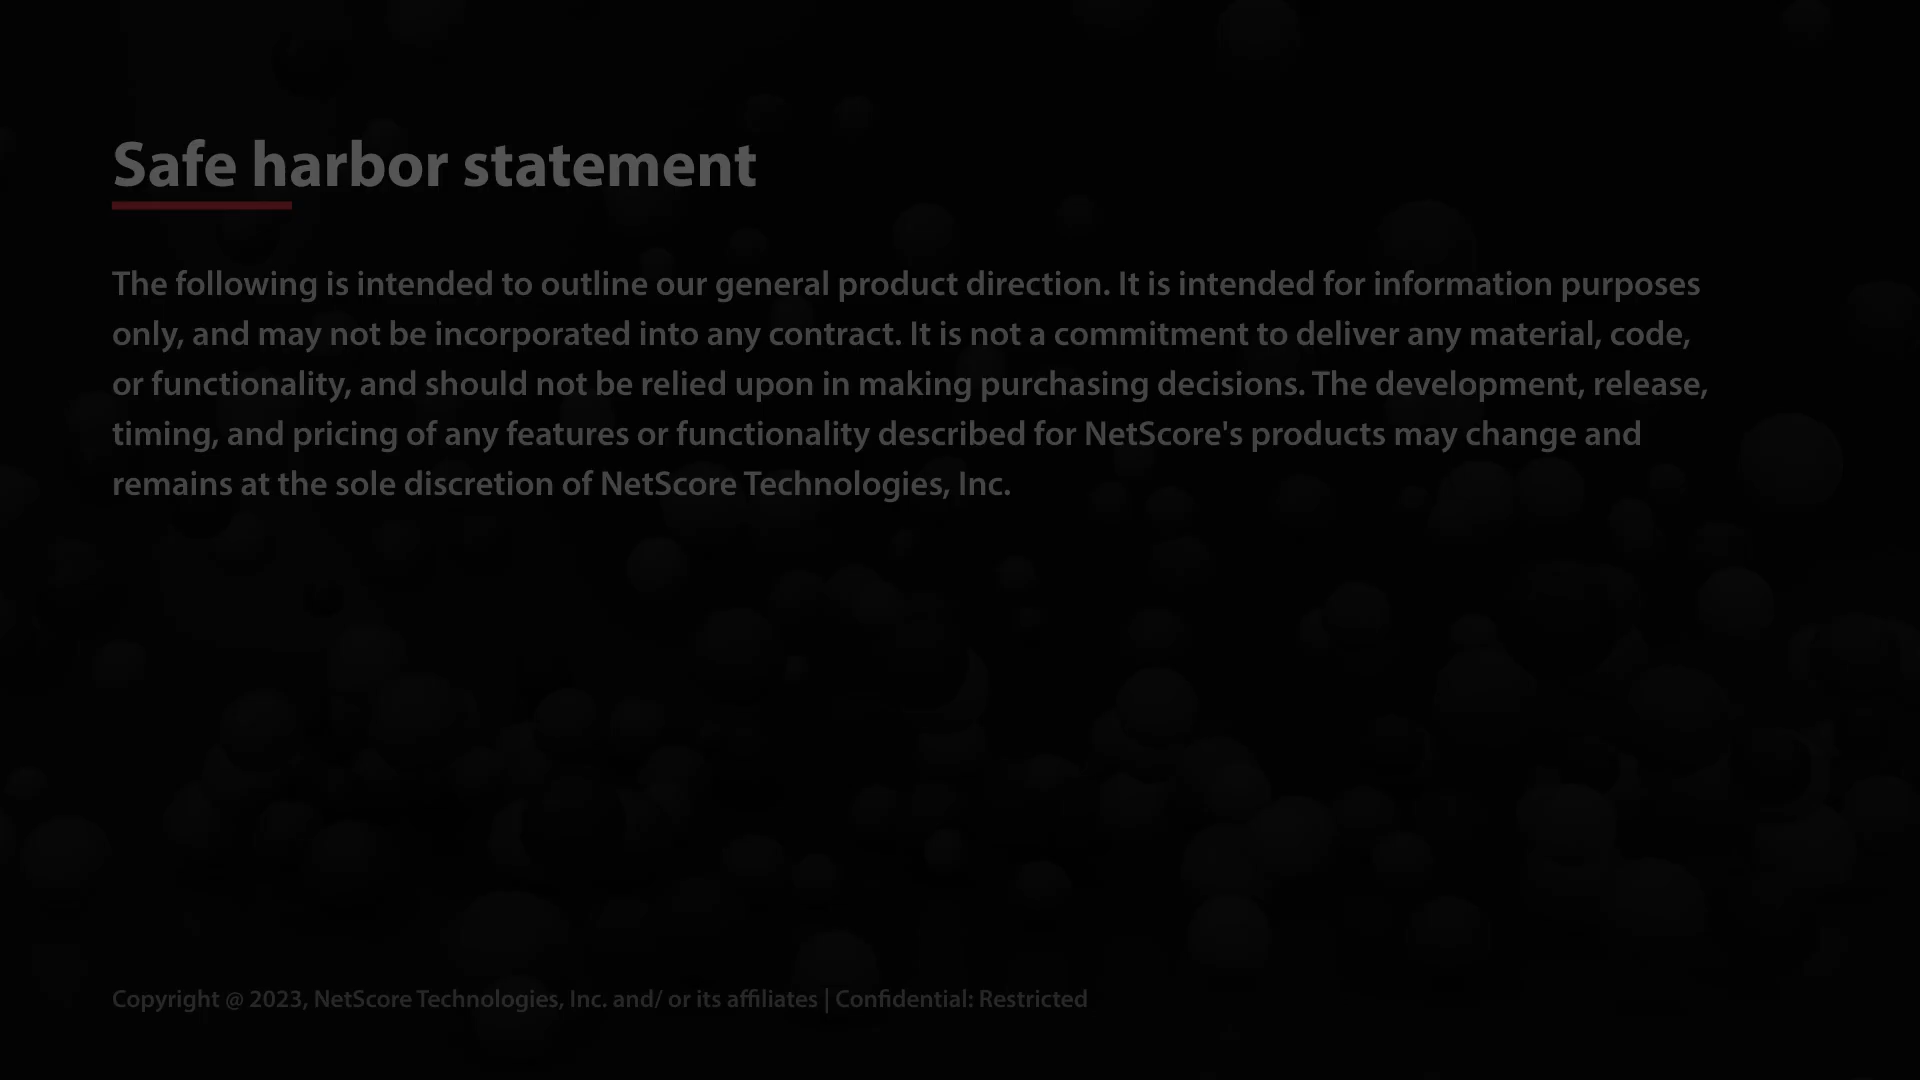 Safe harbor statement
The following is intended to outline our general product direction. It is intended for information purposes
only, and may not be incorporated into any contract. It is not a commitment to deliver any material, code,
or functionality, and should not be relied upon in making purchasing decisions. The development, release,
timing, and pricing of any features or functionality described for NetScore's products may change and
remains at the sole discretion of NetScore Technologies, Inc.
Copyright @ 2023, NetScore Technologies, Inc. and/ or its affiliates | Confidential: Restricted